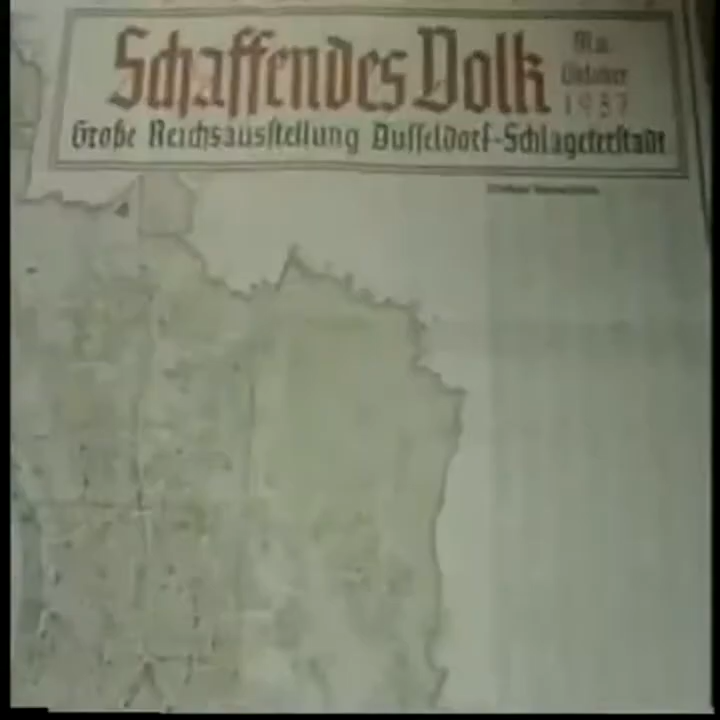 Schaffendes Volk
Mai
Oktober
1937
Große Reichsausstellung Düsseldorf-Schlageterstadt